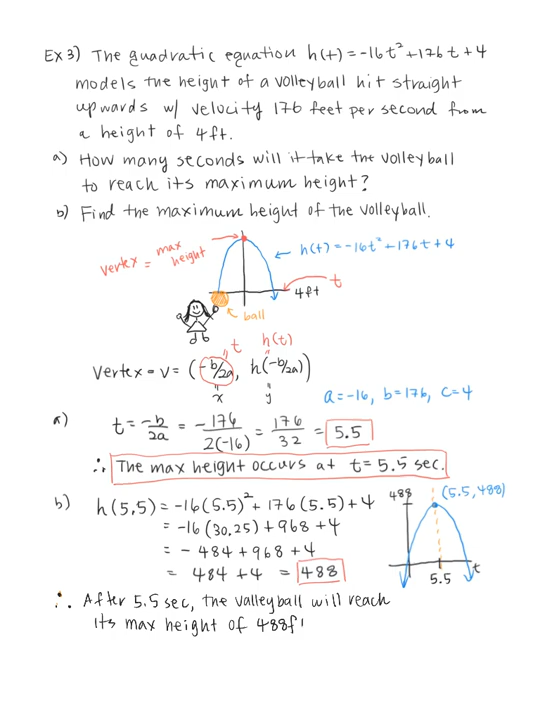 Ex 3) The quadratic equation h(t) = -16t² + 176t + 4
models the height of a volleyball hit straight
upwards w/ velocity 176 feet per second from
a height of 4ft.
a) How many seconds will it take the volleyball
to reach its maximum height?
b) Find the maximum height of the volleyball.
vertex = max height
h(t) = -16t² + 176t + 4
t
4ft
ball
t h(t)
Vertex = v = (-b/2a, h(-b/2a))
x y
a = -16, b = 176, c = 4
a) t = -b/2a = -176/2(-16) = 176/32 = 5.5
∴ The max height occurs at t = 5.5 sec.
b) h(5.5) = -16(5.5)² + 176(5.5) + 4
= -16(30.25) + 968 + 4
= -484 + 968 + 4
= 484 + 4 = 488
488
(5.5, 488)
5.5
t
∴ After 5.5 sec, the valleyball will reach
its max height of 488f